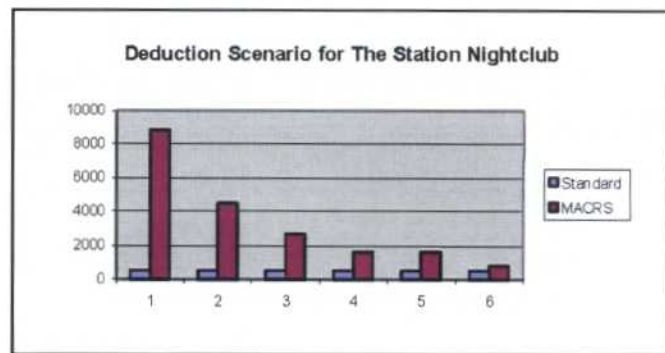 Deduction Scenario for The Station Nightclub
10000
8000
6000
4000
2000
0
1 2 3 4 5 6
Standard
MACRS